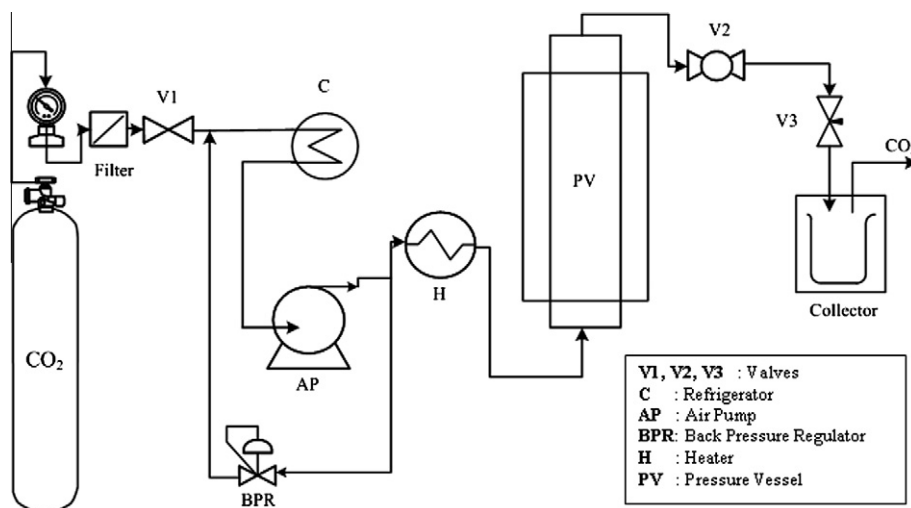 V2
C
V1
V3
CO
Filter
PV
H
Collector
CO₂
AP
BPR
V1, V2, V3 : Valves
C : Refrigerator
AP : Air Pump
BPR: Back Pressure Regulator
H : Heater
PV : Pressure Vessel